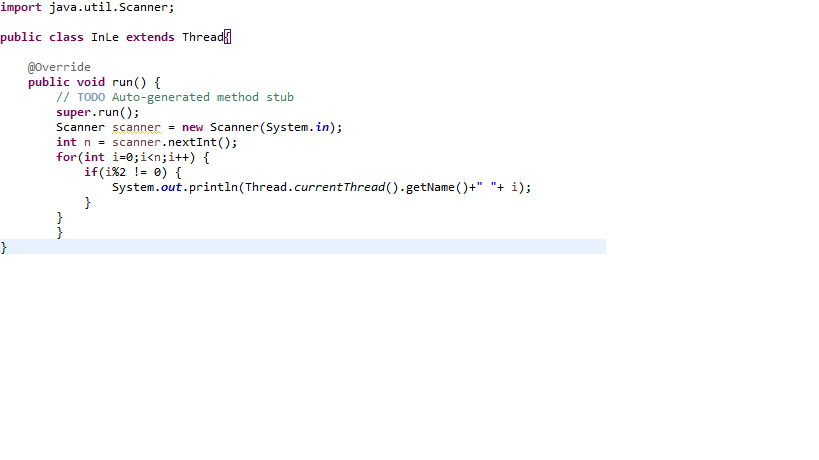 import java.util.Scanner;
public class InLe extends Thread{
@Override
public void run() {
// TODO Auto-generated method stub
super.run();
Scanner scanner = new Scanner(System.in);
int n = scanner.nextInt();
for(int i=0;i<n;i++) {
if(i%2 != 0) {
System.out.println(Thread.currentThread().getName()+" "+ i);
}
}
}
}